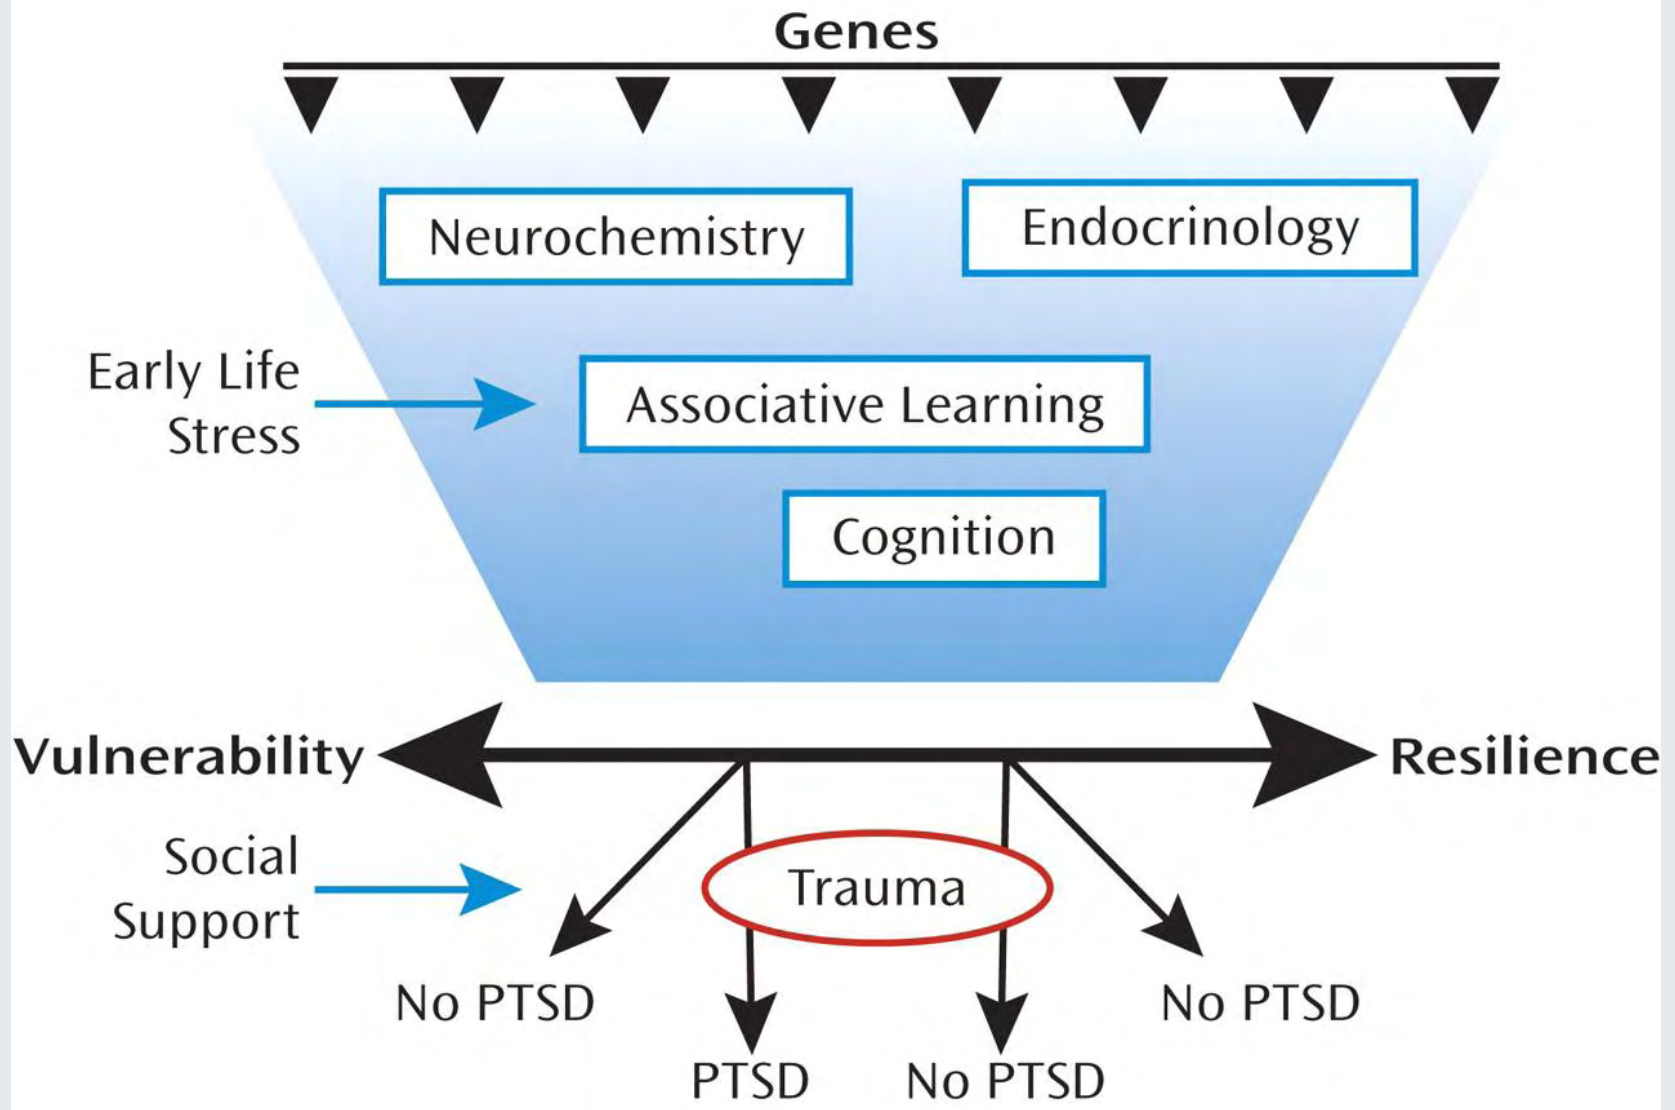 Genes
Neurochemistry
Endocrinology
Early Life
Stress
Associative Learning
Cognition
Vulnerability
Resilience
Social
Support
Trauma
No PTSD
No PTSD
PTSD
No PTSD